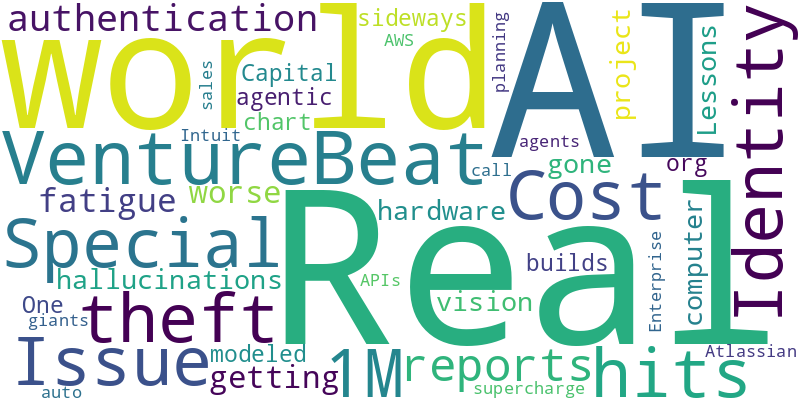 authentication
sideways
AWS
planning
AI
project
Lessons
Identity
world
sales
Capital
agentic
chart
Intuit
agents
VentureBeat
call
gone
org
fatigue
worse
Cost
hardware
Special
Real
computer
hallucinations
APIs
vision
builds
Enterprise
One
giants
theft
Issue
modeled
getting
1M
reports
hits
Atlassian
auto
supercharge